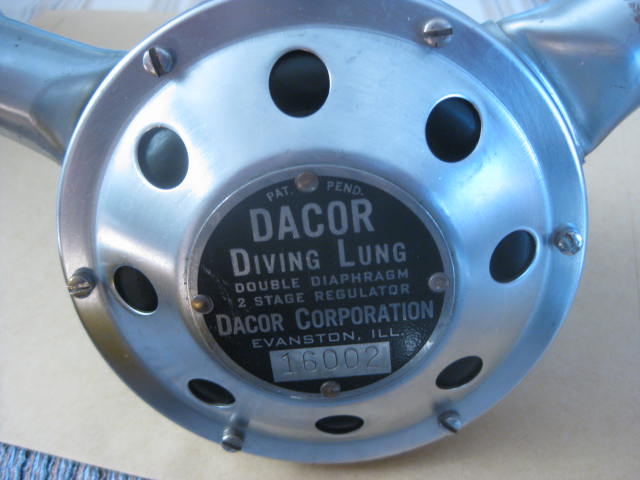 PAT. PEND.
DACOR
DIVING LUNG
DOUBLE DIAPHRAGM
2 STAGE REGULATOR
DACOR CORPORATION
EVANSTON, ILL.
16002